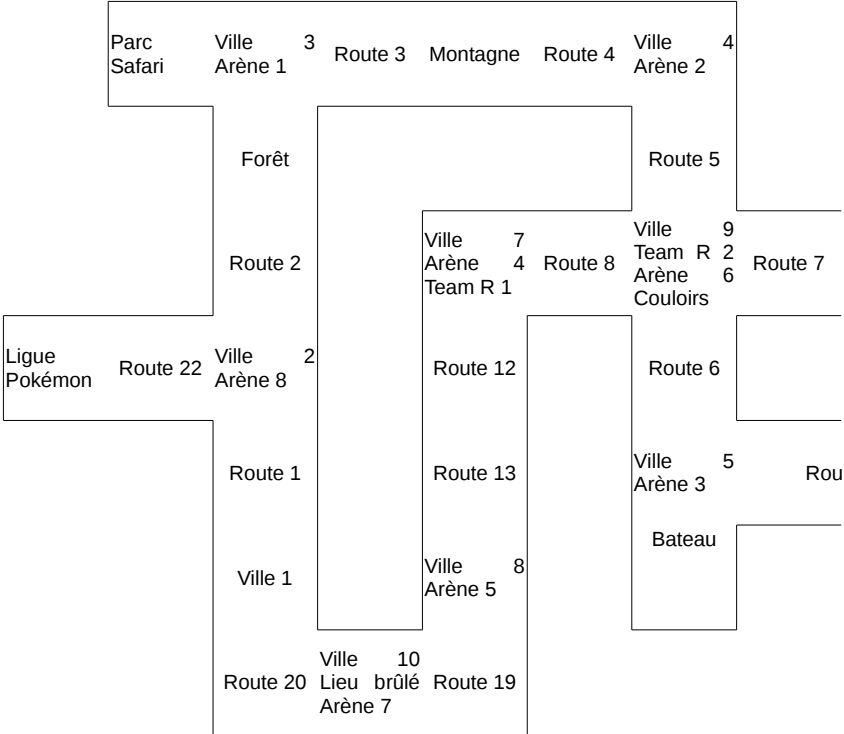 Parc
Safari
Ville 3
Arène 1
Route 3
Montagne
Route 4
Ville 4
Arène 2
Forêt
Route 5
Route 2
Ville 7
Arène 4
Team R 1
Route 8
Ville 9
Team R 2
Arène 6
Couloirs
Route 7
Ligue
Pokémon
Route 22
Ville 2
Arène 8
Route 12
Route 6
Route 1
Route 13
Ville 5
Arène 3
Rou
Bateau
Ville 1
Ville 8
Arène 5
Route 20
Ville 10
Lieu brûlé
Arène 7
Route 19